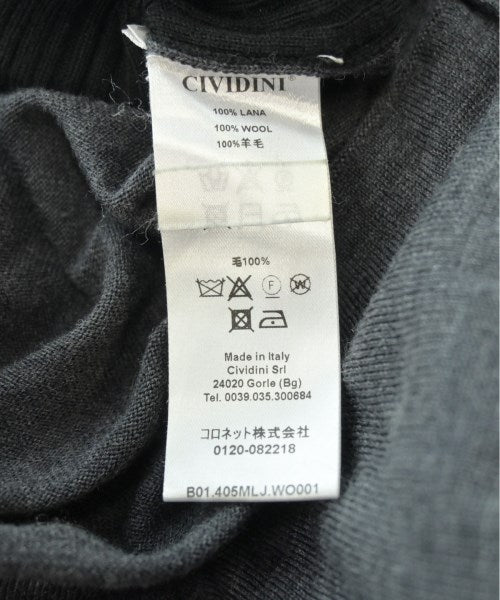 CIVIDINI®
100% LANA
100% WOOL
100%羊毛
毛100%
F W
Made in Italy
Cividini Srl
24020 Gorle (Bg)
Tel. 0039.035.300684
コロネット株式会社
0120-082218
B01.405MLJ.WO001